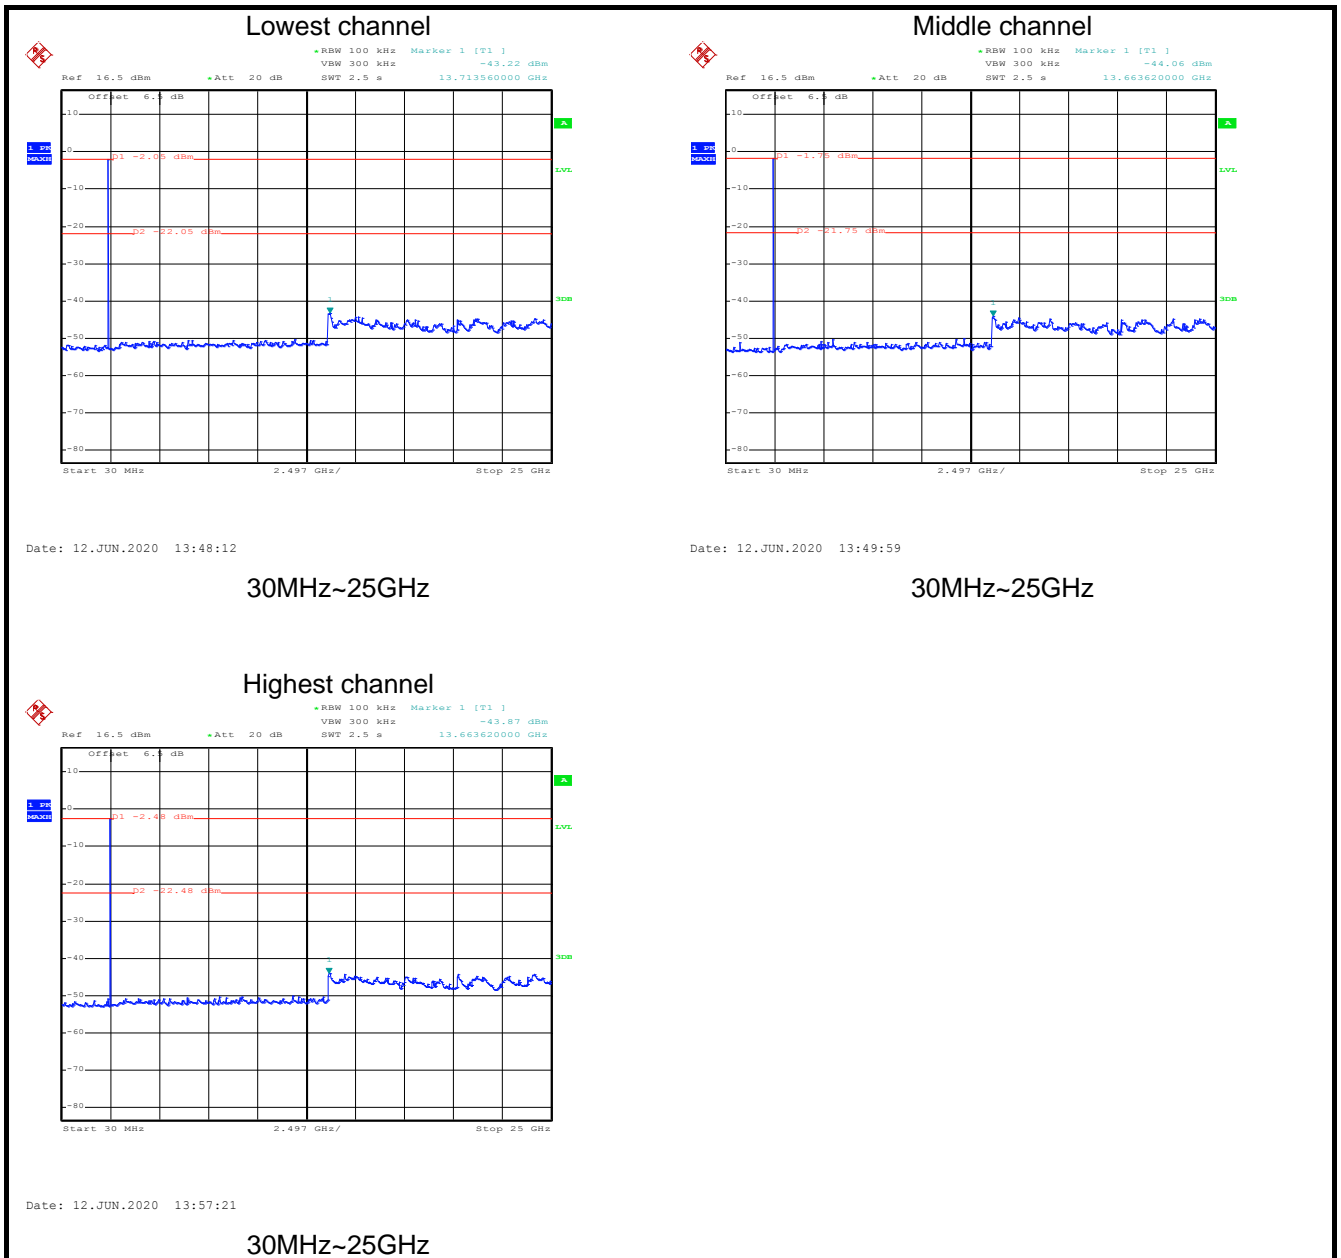 Lowest channel
RBW 100 kHz Marker 1 [T1 ]
VBW 300 kHz -43.22 dBm
Ref 16.5 dBm Att 20 dB SWT 2.5 s 13.713560000 GHz
Offset 6.5 dB
A
10
1 PK
MAXH
0
D1 -2.05 dBm
LVL
-10
-20
D2 -22.05 dBm
-30
-40
1
3DB
-50
-60
-70
-80
Start 30 MHz 2.497 GHz/ Stop 25 GHz
Date: 12.JUN.2020 13:48:12
30MHz~25GHz
Middle channel
RBW 100 kHz Marker 1 [T1 ]
VBW 300 kHz -44.06 dBm
Ref 16.5 dBm Att 20 dB SWT 2.5 s 13.663620000 GHz
Offset 6.5 dB
A
10
1 PK
MAXH
0
D1 -1.75 dBm
LVL
-10
-20
D2 -21.75 dBm
-30
-40
1
3DB
-50
-60
-70
-80
Start 30 MHz 2.497 GHz/ Stop 25 GHz
Date: 12.JUN.2020 13:49:59
30MHz~25GHz
Highest channel
RBW 100 kHz Marker 1 [T1 ]
VBW 300 kHz -43.87 dBm
Ref 16.5 dBm Att 20 dB SWT 2.5 s 13.663620000 GHz
Offset 6.5 dB
A
10
1 PK
MAXH
0
D1 -2.48 dBm
LVL
-10
-20
D2 -22.48 dBm
-30
-40
1
3DB
-50
-60
-70
-80
Start 30 MHz 2.497 GHz/ Stop 25 GHz
Date: 12.JUN.2020 13:57:21
30MHz~25GHz